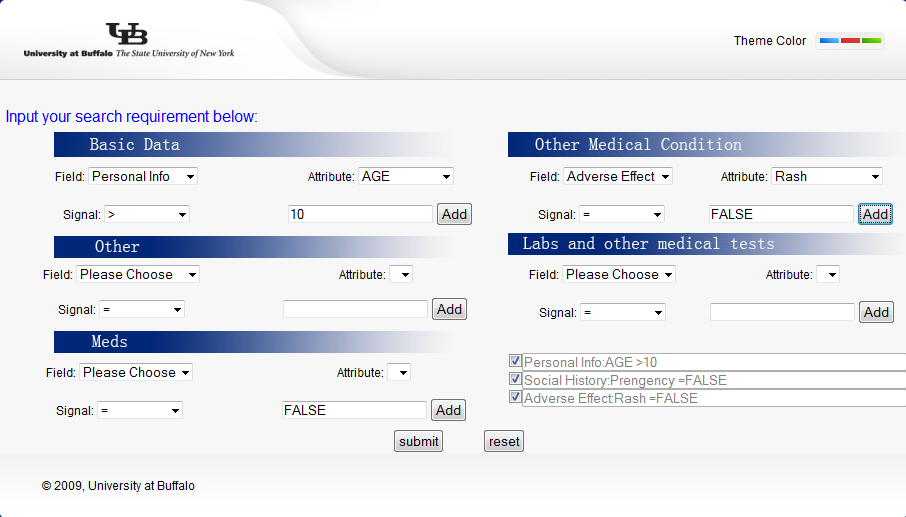 UB
University at Buffalo The State University of New York
Theme Color
Input your search requirement below:
Basic Data
Field: Personal Info Attribute: AGE
Signal: > 10 Add
Other
Field: Please Choose Attribute:
Signal: = Add
Meds
Field: Please Choose Attribute:
Signal: = FALSE Add
Other Medical Condition
Field: Adverse Effect Attribute: Rash
Signal: = FALSE Add
Labs and other medical tests
Field: Please Choose Attribute:
Signal: = Add
Personal Info:AGE >10
Social History:Prengency =FALSE
Adverse Effect:Rash =FALSE
submit reset
© 2009, University at Buffalo